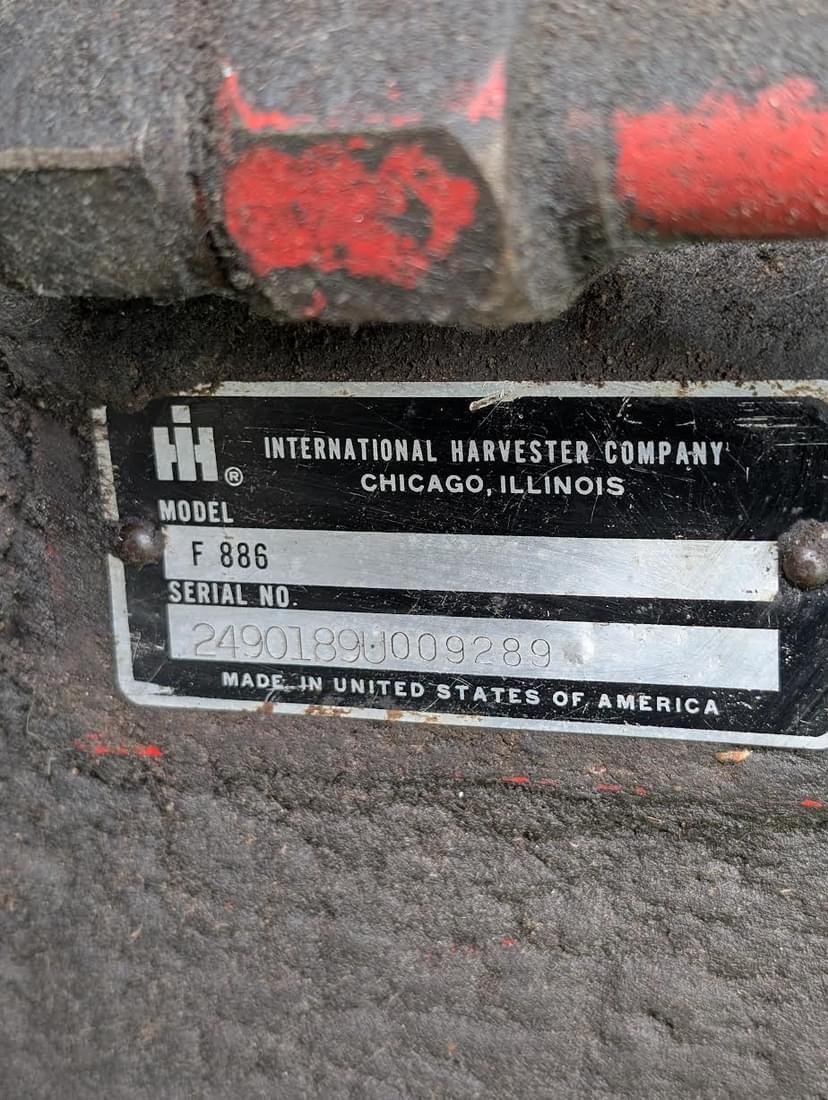 IH ®
INTERNATIONAL HARVESTER COMPANY
CHICAGO, ILLINOIS
MODEL
F 886
SERIAL NO.
2490189U009289
MADE IN UNITED STATES OF AMERICA